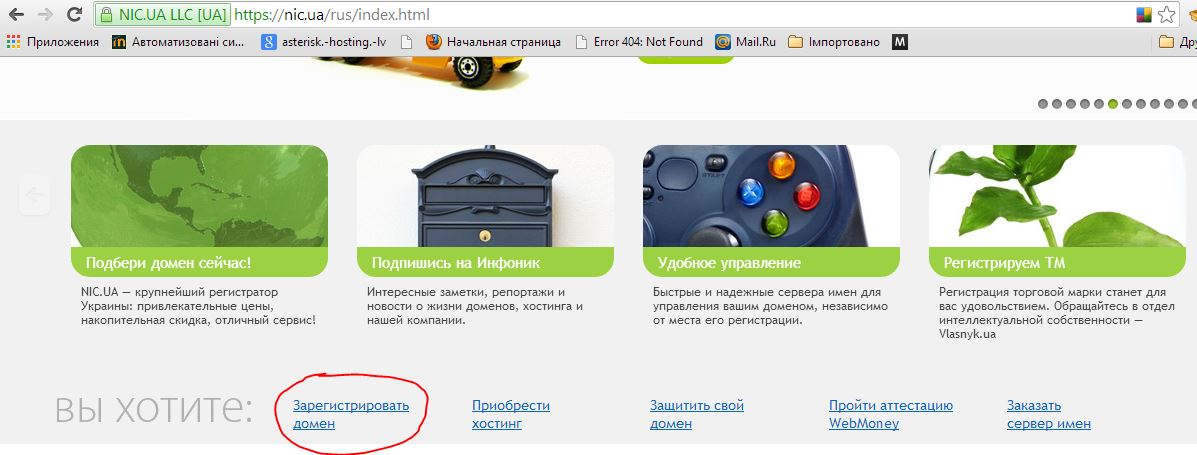 NIC.UA LLC [UA] https://nic.ua/rus/index.html
Приложения Автоматизовані си... asterisk.-hosting.-lv Начальная страница Error 404: Not Found Mail.Ru Імпортовано M Дру
START
X
Подбери домен сейчас!
NIC.UA — крупнейший регистратор
Украины: привлекательные цены,
накопительная скидка, отличный сервис!
Подпишись на Инфоник
Интересные заметки, репортажи и
новости о жизни доменов, хостинга и
нашей компании.
Удобное управление
Быстрые и надежные сервера имен для
управления вашим доменом, независимо
от места его регистрации.
Регистрируем ТМ
Регистрация торговой марки станет для
вас удовольствием. Обращайтесь в отдел
интеллектуальной собственности —
Vlasnyk.ua
вы хотите:
Зарегистрировать
домен
Приобрести
хостинг
Защитить свой
домен
Пройти аттестацию
WebMoney
Заказать
сервер имен